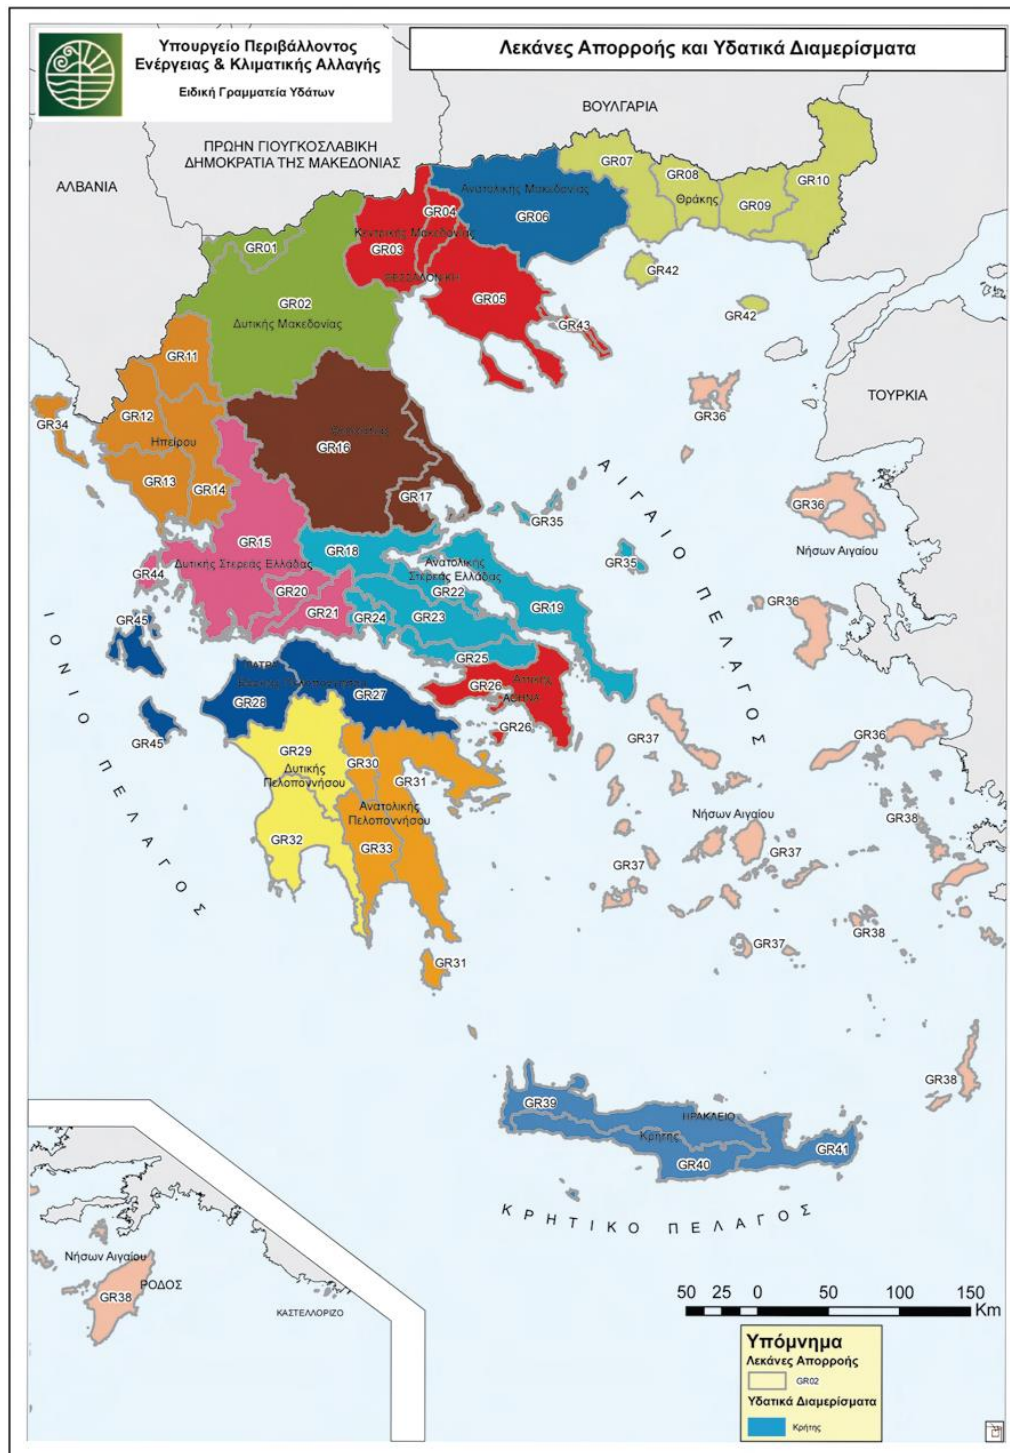 Υπουργείο Περιβάλλοντος
Ενέργειας & Κλιματικής Αλλαγής
Ειδική Γραμματεία Υδάτων
Λεκάνες Απορροής και Υδατικά Διαμερίσματα
ΒΟΥΛΓΑΡΙΑ
ΠΡΩΗΝ ΓΙΟΥΓΚΟΣΛΑΒΙΚΗ
ΔΗΜΟΚΡΑΤΙΑ ΤΗΣ ΜΑΚΕΔΟΝΙΑΣ
ΑΛΒΑΝΙΑ
ΤΟΥΡΚΙΑ
GR07
GR08
GR10
Θράκης
GR09
Ανατολικής Μακεδονίας
GR06
GR04
Κεντρικής Μακεδονίας
GR03
ΘΕΣΣΑΛΟΝΙΚΗ
GR05
GR43
GR42
GR42
GR01
GR02
Δυτικής Μακεδονίας
GR11
GR12
GR34
Ηπείρου
GR13
GR14
GR16
GR17
GR36
GR35
GR35
GR36
Νήσων Αιγαίου
GR36
GR15
Δυτικής Στερεάς Ελλάδας
GR44
GR20
GR21
GR18
Ανατολικής
Στερεάς Ελλάδας
GR22
GR19
GR24
GR23
GR25
GR45
GR45
ΠΑΤΡΑ
GR28
GR27
GR26
Αττικής
ΑΘΗΝΑ
GR26
GR29
Δυτικής
Πελοποννήσου
GR30
GR31
Ανατολικής
Πελοποννήσου
GR32
GR33
GR31
GR37
GR36
Νήσων Αιγαίου
GR38
GR37
GR37
GR37
GR38
GR38
ΑΙΓΑΙΟ ΠΕΛΑΓΟΣ
ΙΟΝΙΟ ΠΕΛΑΓΟΣ
GR39
ΗΡΑΚΛΕΙΟ
Κρήτης
GR40
GR41
ΚΡΗΤΙΚΟ ΠΕΛΑΓΟΣ
Νήσων Αιγαίου
ΡΟΔΟΣ
GR38
ΚΑΣΤΕΛΛΟΡΙΖΟ
50 25 0 50 100 150
Km
Υπόμνημα
Λεκάνες Απορροής
GR02
Υδατικά Διαμερίσματα
Κρήτης